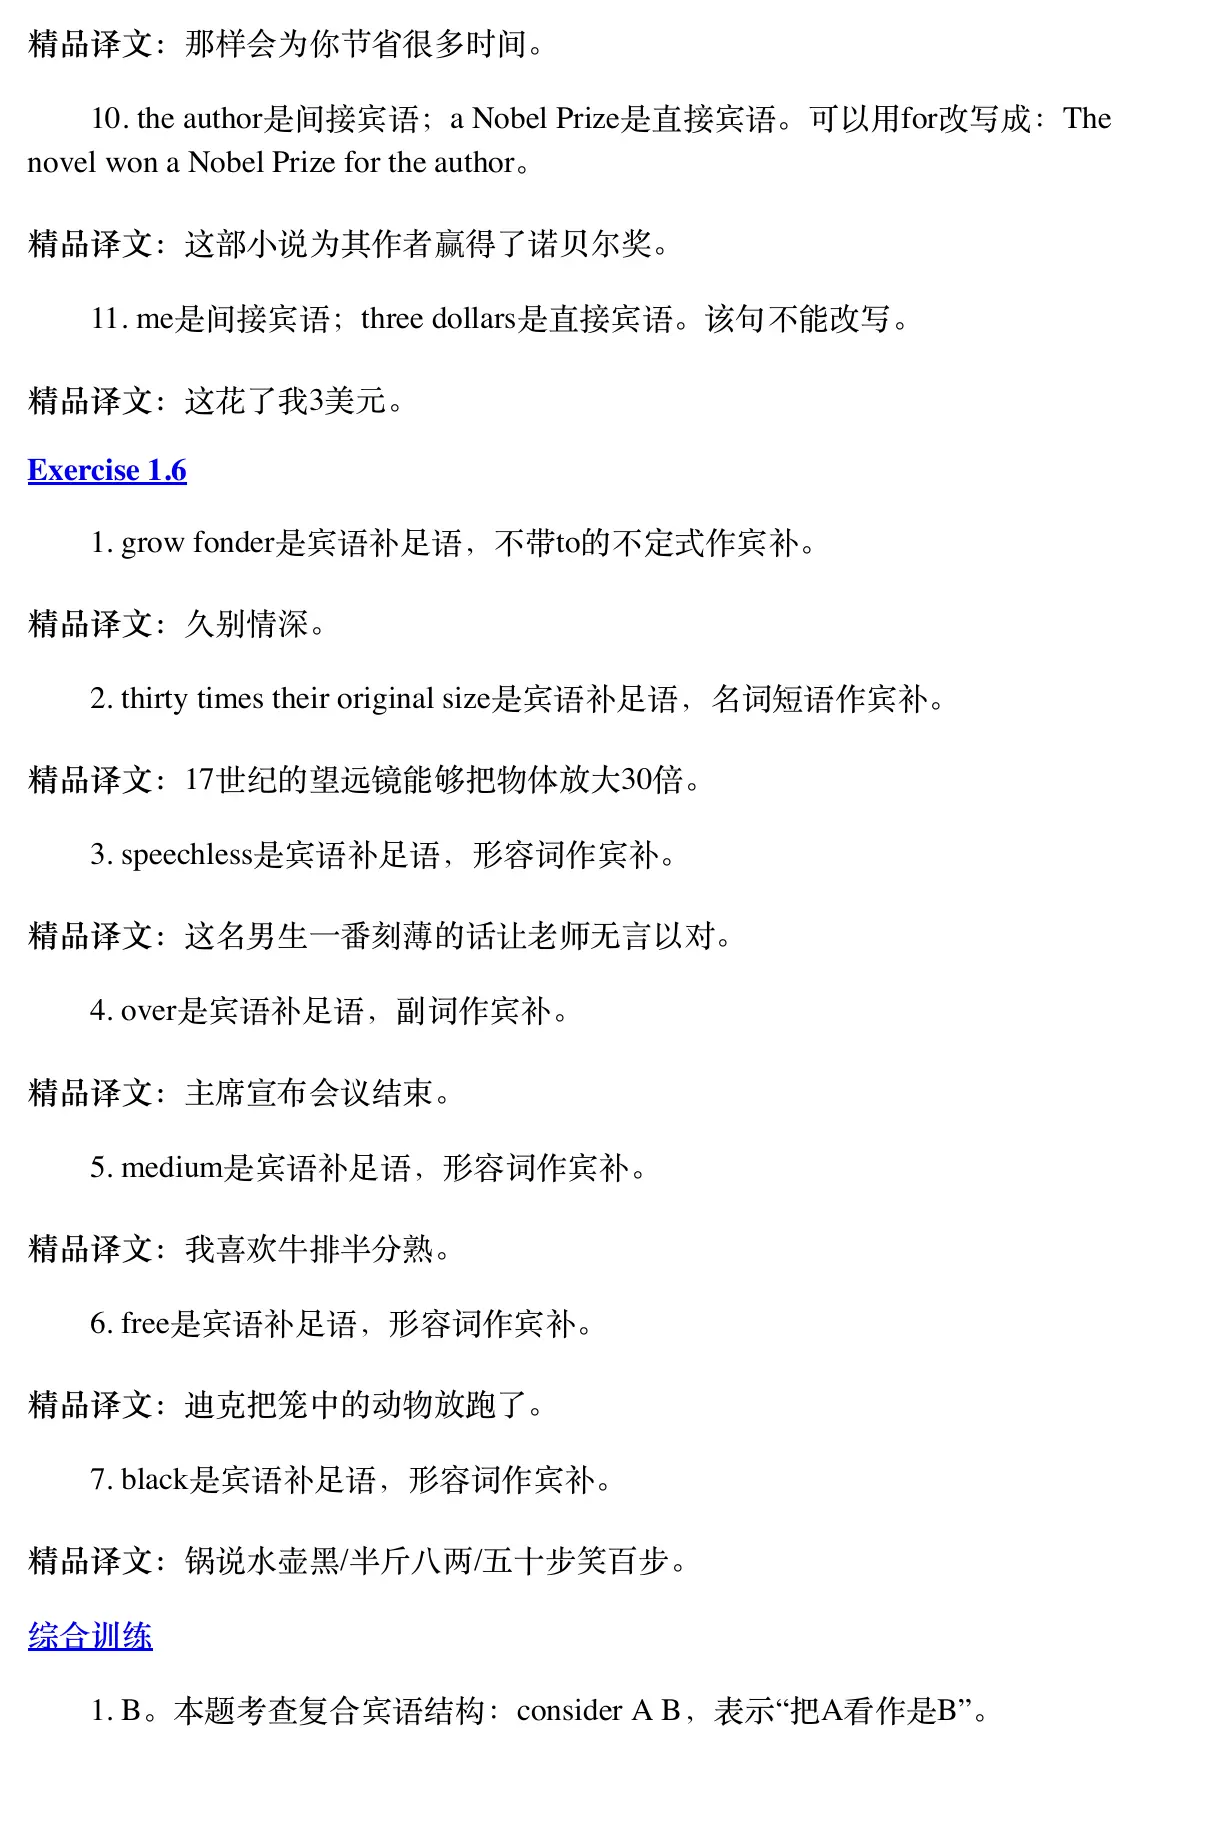 精品译文：那样会为你节省很多时间。
10. the author是间接宾语；a Nobel Prize是直接宾语。可以用for改写成：The
novel won a Nobel Prize for the author。
精品译文：这部小说为其作者赢得了诺贝尔奖。
11. me是间接宾语；three dollars是直接宾语。该句不能改写。
精品译文：这花了我3美元。
Exercise 1.6
1. grow fonder是宾语补足语，不带to的不定式作宾补。
精品译文：久别情深。
2. thirty times their original size是宾语补足语，名词短语作宾补。
精品译文：17世纪的望远镜能够把物体放大30倍。
3. speechless是宾语补足语，形容词作宾补。
精品译文：这名男生一番刻薄的话让老师无言以对。
4. over是宾语补足语，副词作宾补。
精品译文：主席宣布会议结束。
5. medium是宾语补足语，形容词作宾补。
精品译文：我喜欢牛排半分熟。
6. free是宾语补足语，形容词作宾补。
精品译文：迪克把笼中的动物放跑了。
7. black是宾语补足语，形容词作宾补。
精品译文：锅说水壶黑/半斤八两/五十步笑百步。
综合训练
1. B。本题考查复合宾语结构：consider A B，表示“把A看作是B”。